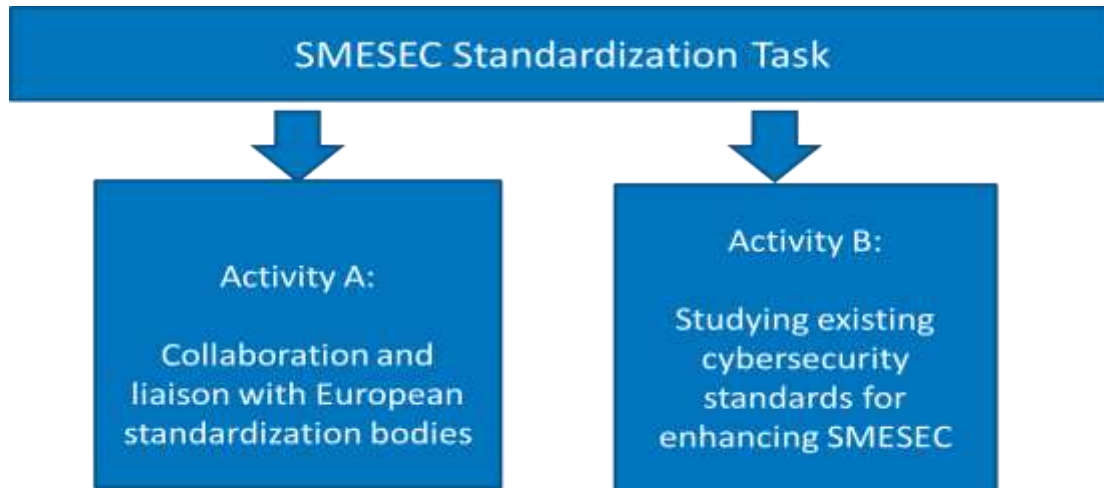 SMESEC Standardization Task
Activity A:
Collaboration and
liaison with European
standardization bodies
Activity B:
Studying existing
cybersecurity
standards for
enhancing SMESEC